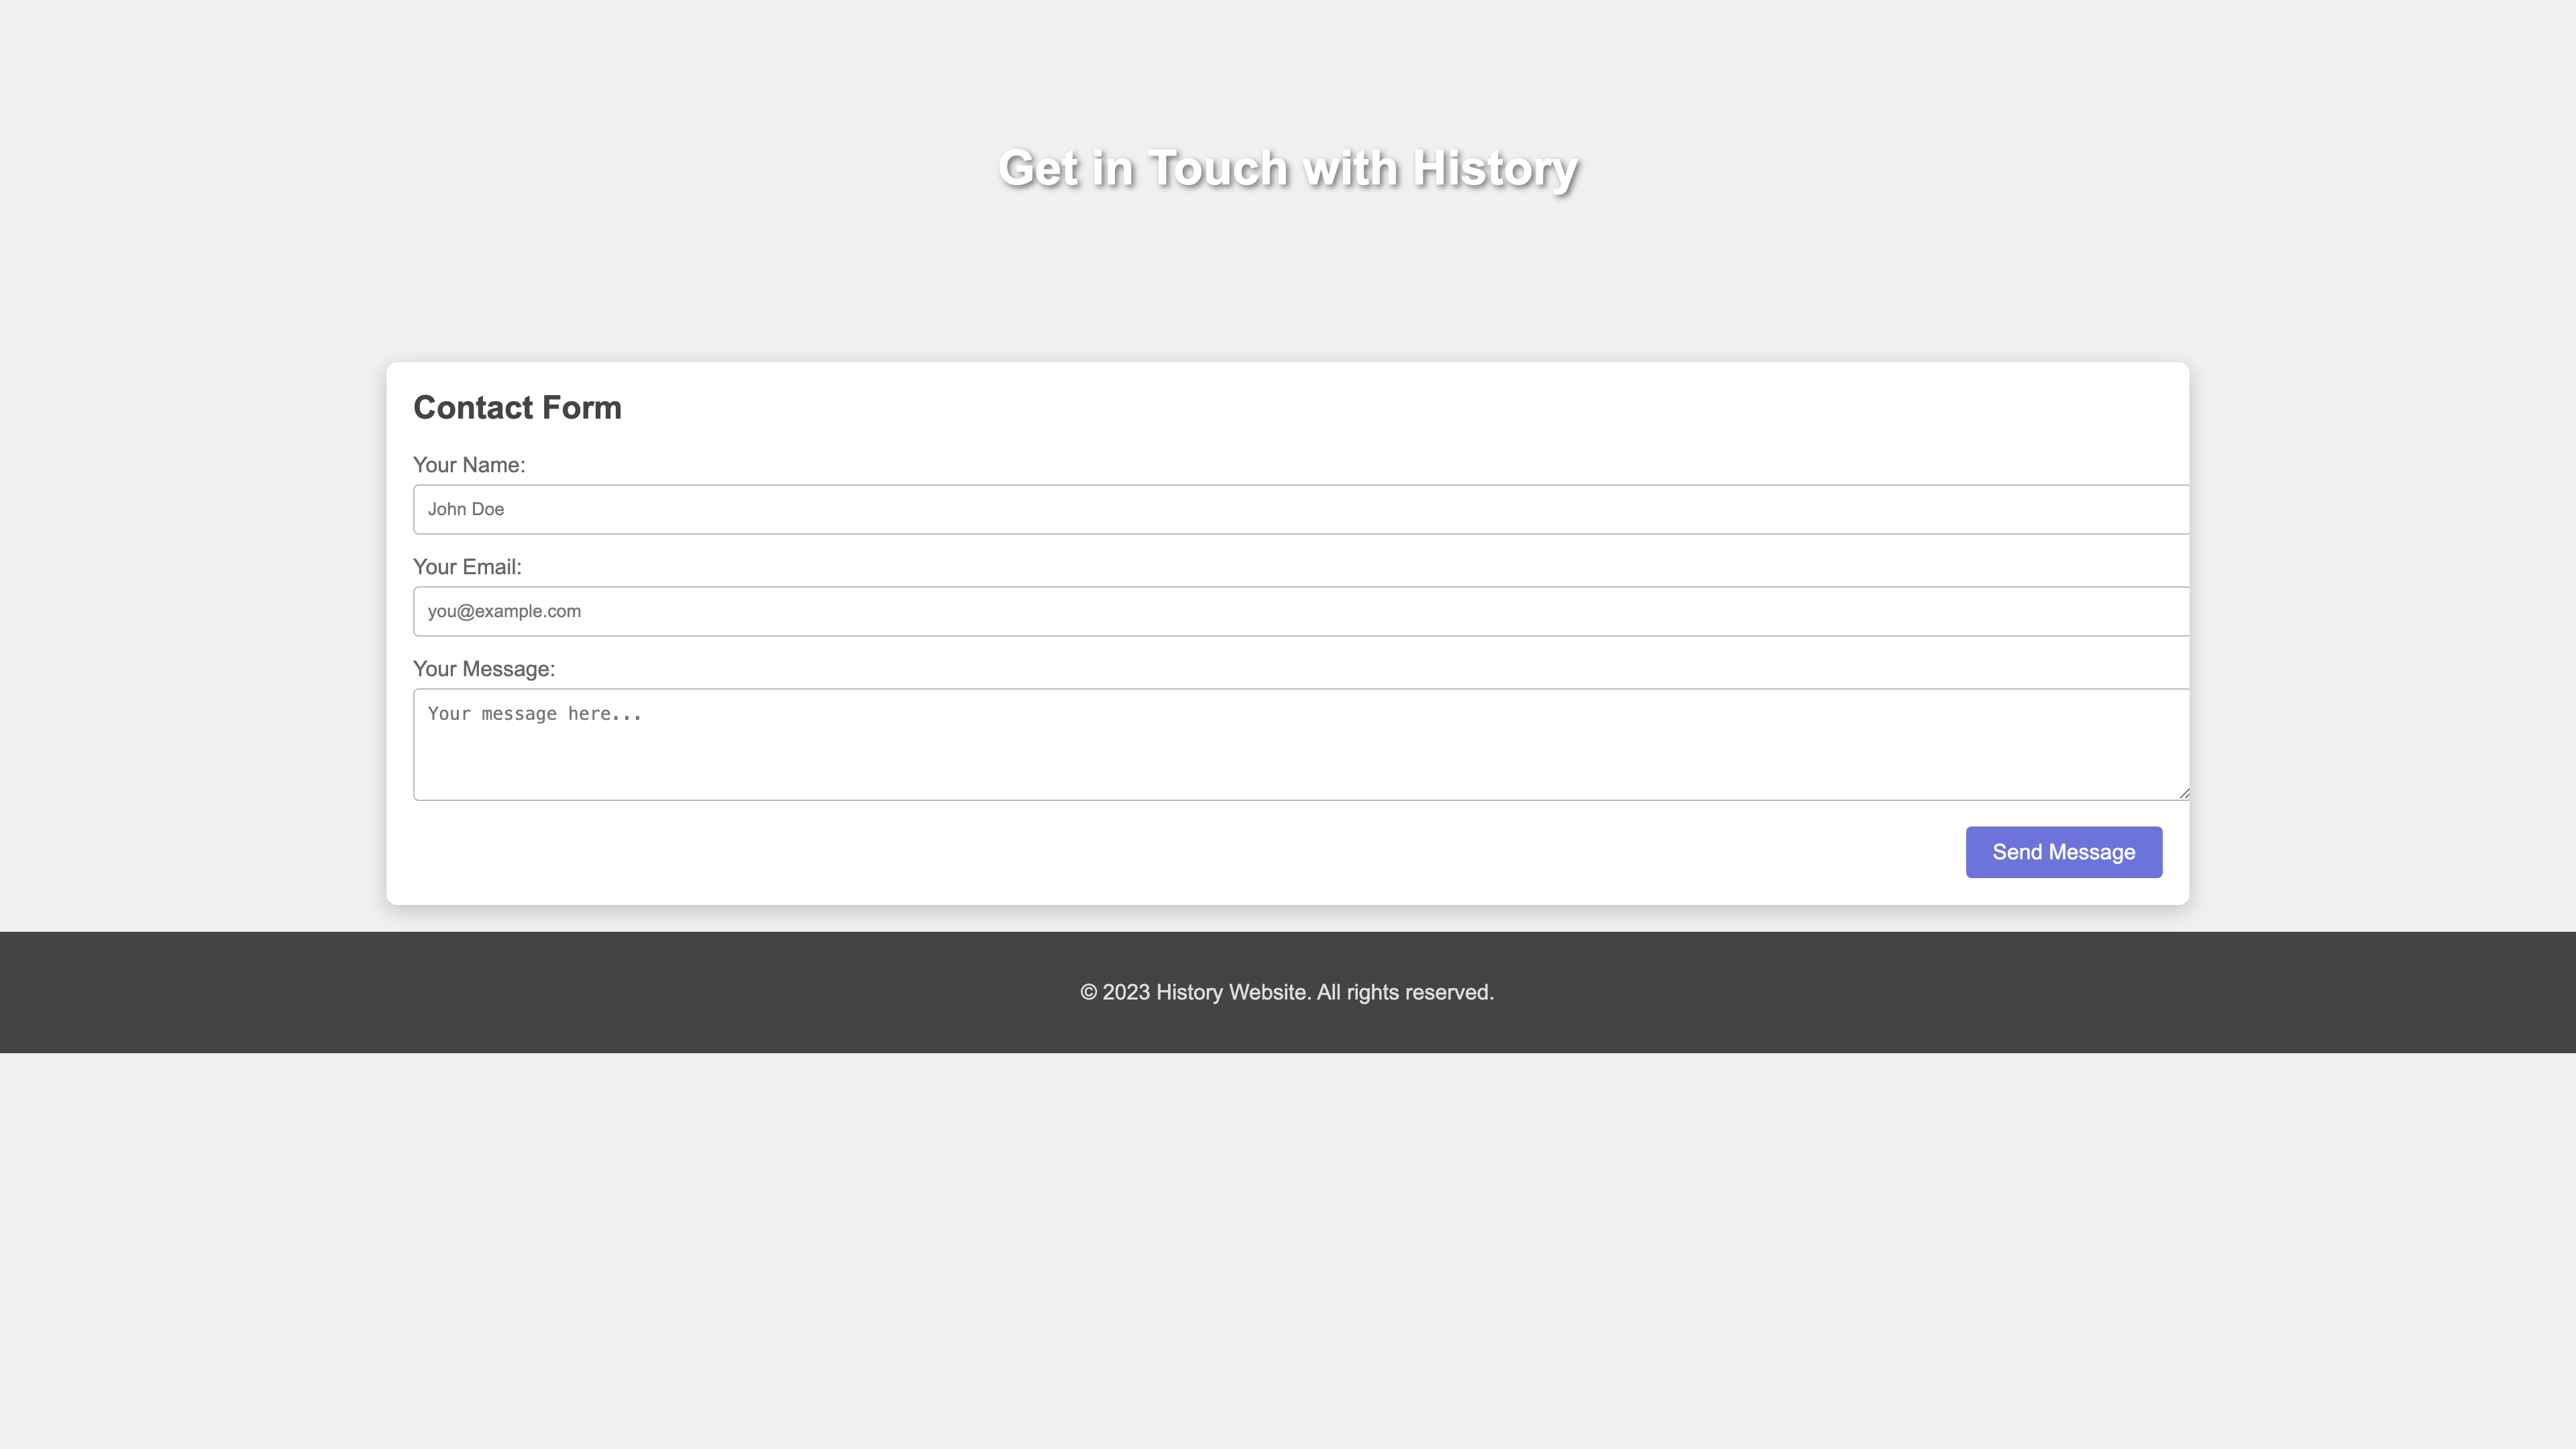 Get in Touch with History
Contact Form
Your Name:
John Doe
Your Email:
you@example.com
Your Message:
Your message here...
Send Message
© 2023 History Website. All rights reserved.